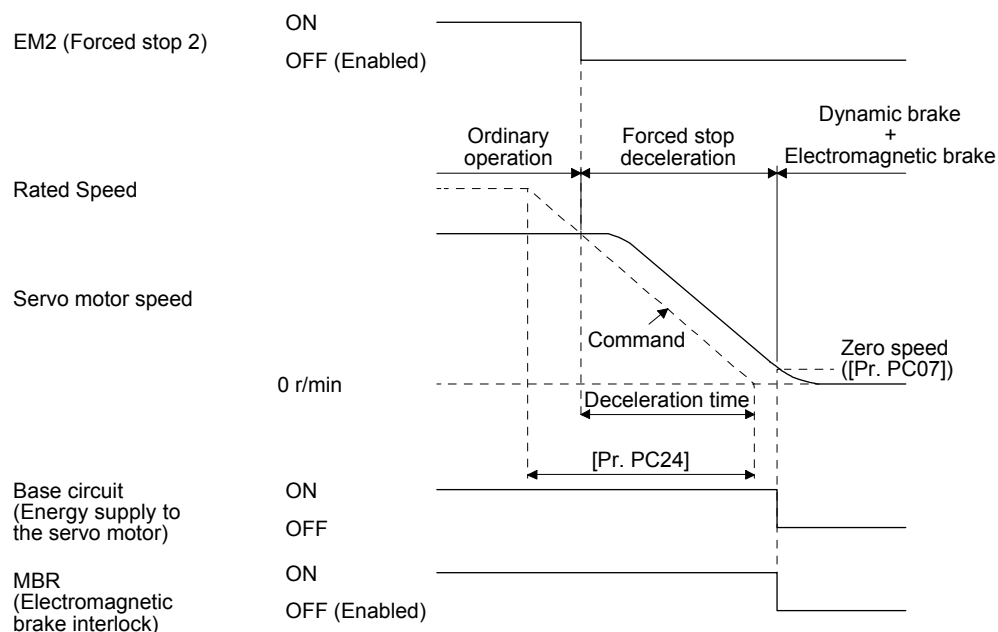 EM2 (Forced stop 2)
ON
OFF (Enabled)
Ordinary
operation
Forced stop
deceleration
Dynamic brake
+
Electromagnetic brake
Rated Speed
Servo motor speed
Command
Zero speed
([Pr. PC07])
0 r/min
Deceleration time
[Pr. PC24]
Base circuit
(Energy supply to
the servo motor)
ON
OFF
MBR
(Electromagnetic
brake interlock)
ON
OFF (Enabled)